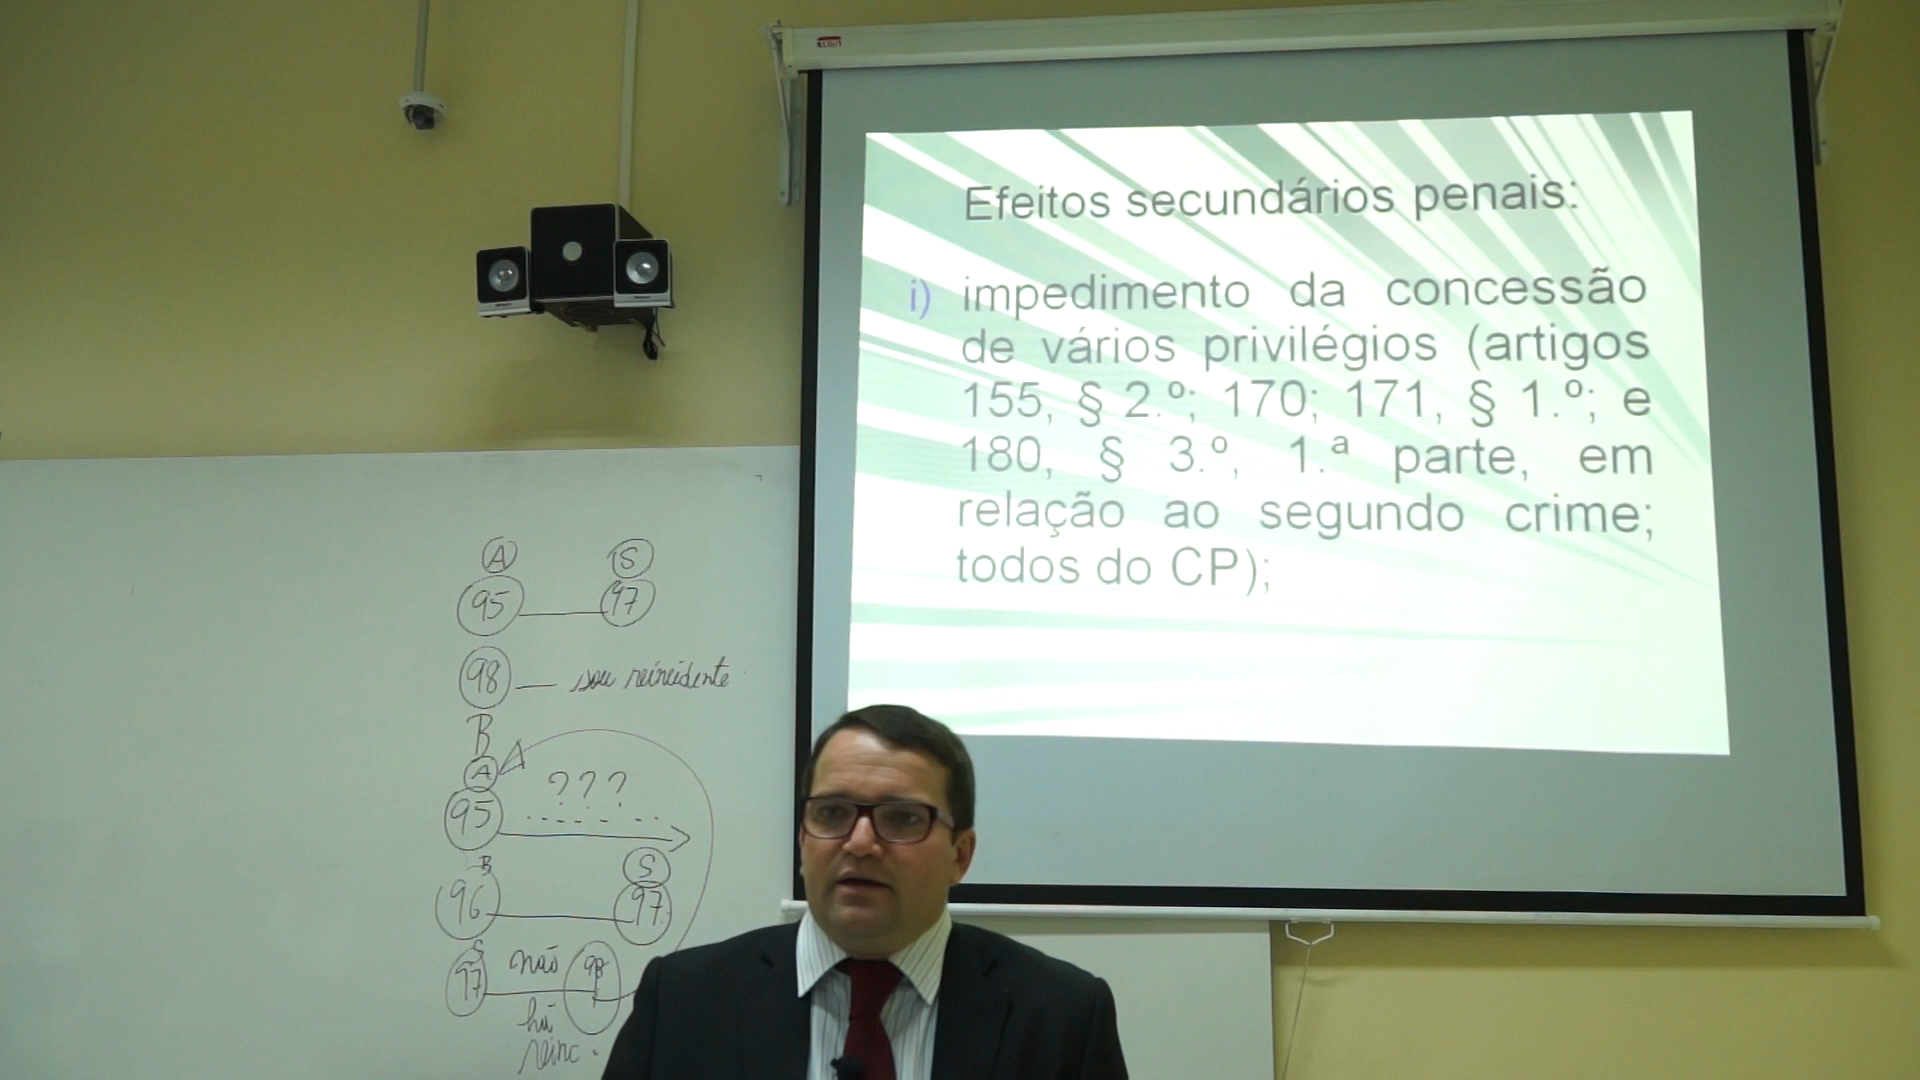 Efeitos secundários penais:
i) impedimento da concessão
de vários privilégios (artigos
155, § 2.º; 170; 171, § 1.º; e
180, § 3.º, 1.ª parte, em
relação ao segundo crime;
todos do CP);
A S
95 97
98 — sou reincidente
B
A
???
95
B S
96 97
S
97 não 98
há
reinc.